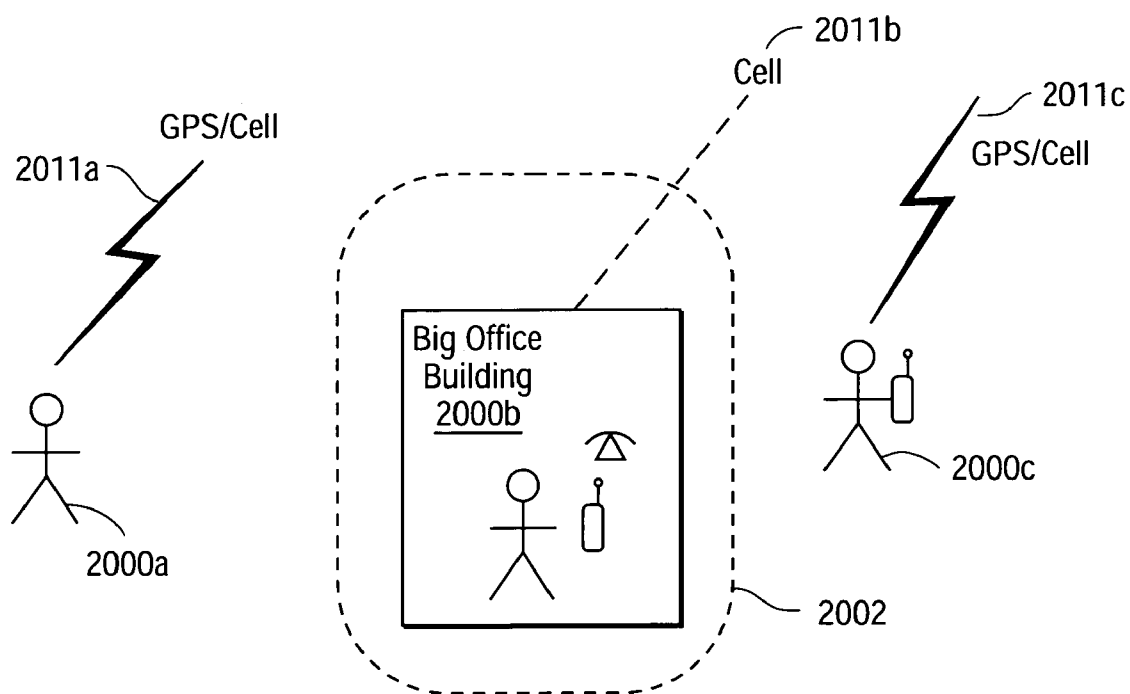 2011b
Cell
2011c
GPS/Cell
GPS/Cell
2011a
Big Office
Building
2000b
2000c
2000a
2002